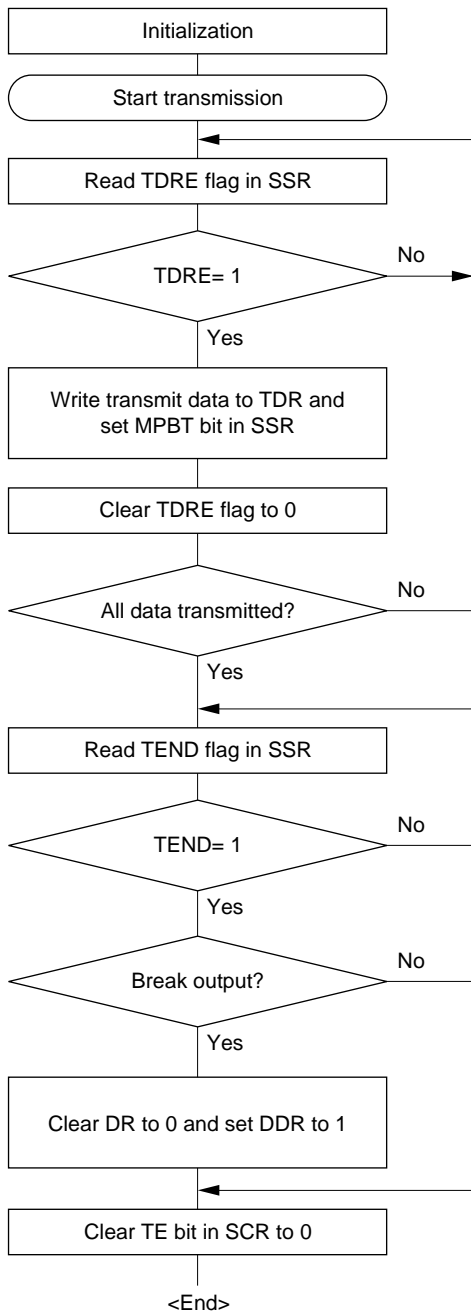 Initialization
Start transmission
Read TDRE flag in SSR
TDRE= 1
No
Yes
Write transmit data to TDR and
set MPBT bit in SSR
Clear TDRE flag to 0
All data transmitted?
No
Yes
Read TEND flag in SSR
TEND= 1
No
Yes
Break output?
No
Yes
Clear DR to 0 and set DDR to 1
Clear TE bit in SCR to 0
<End>